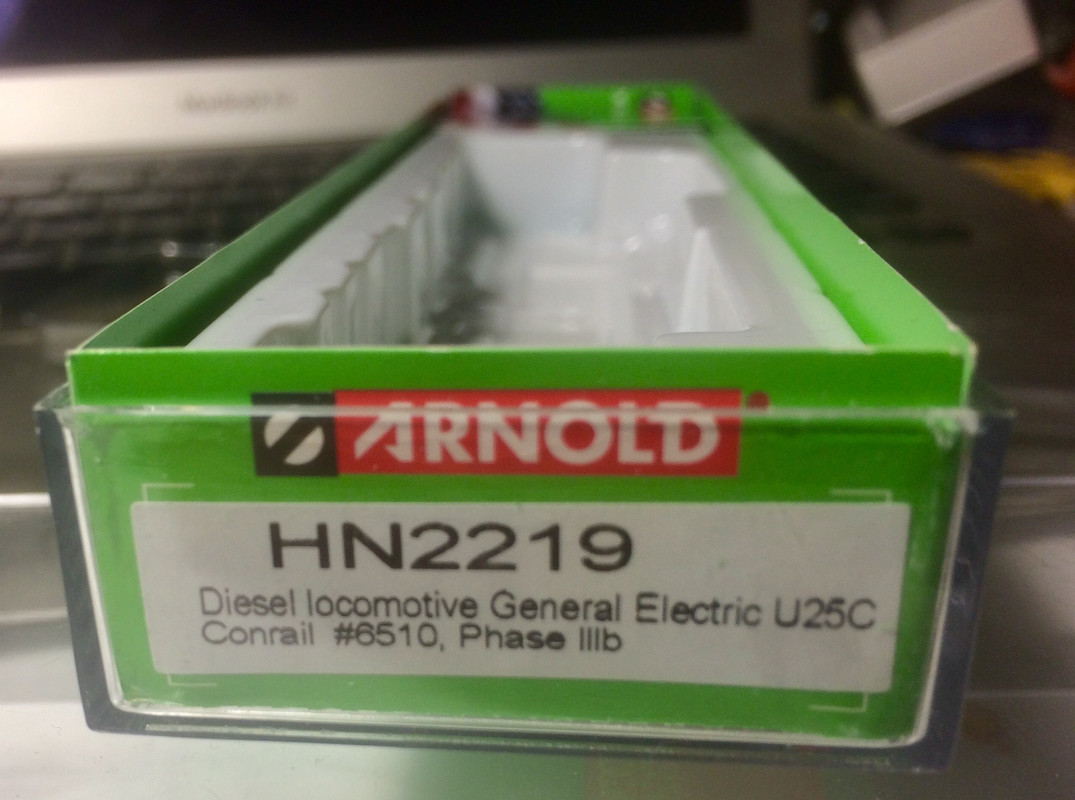 ARNOLD
HN2219
Diesel locomotive General Electric U25C
Conrail #6510, Phase IIIb